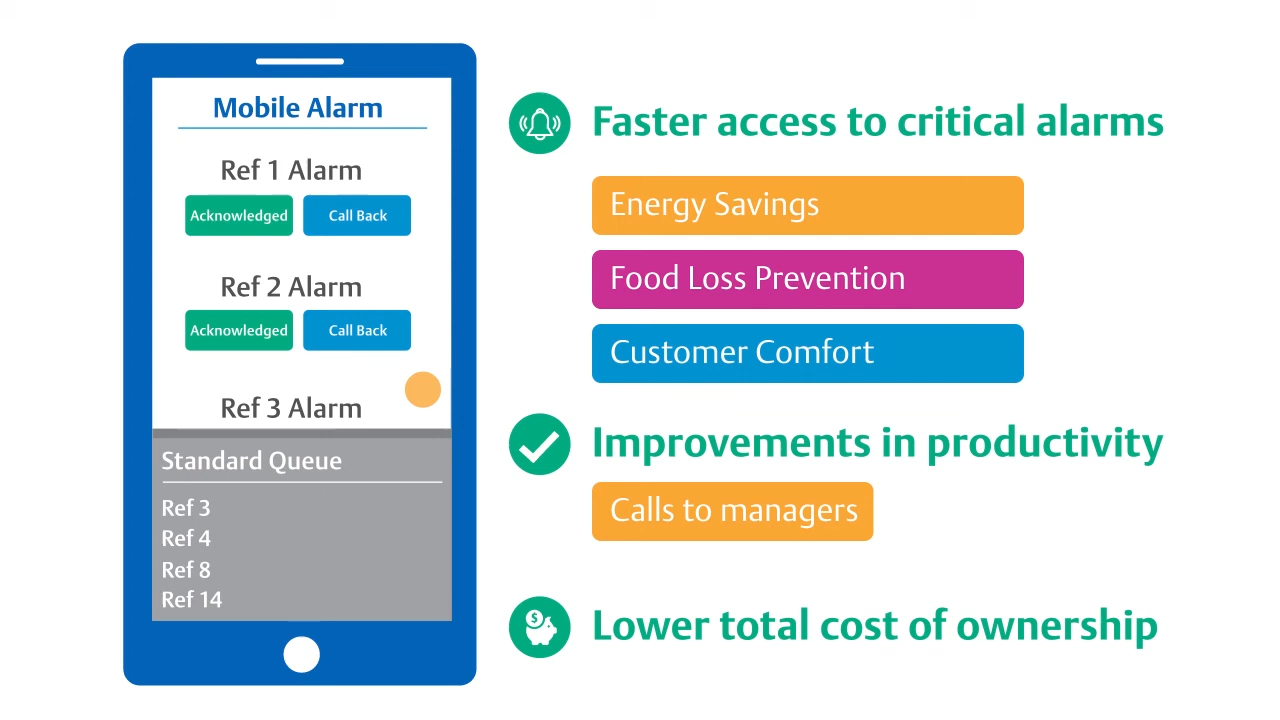 Mobile Alarm
Ref 1 Alarm
Acknowledged
Call Back
Ref 2 Alarm
Acknowledged
Call Back
Ref 3 Alarm
Standard Queue
Ref 3
Ref 4
Ref 8
Ref 14
Faster access to critical alarms
Energy Savings
Food Loss Prevention
Customer Comfort
Improvements in productivity
Calls to managers
$
Lower total cost of ownership